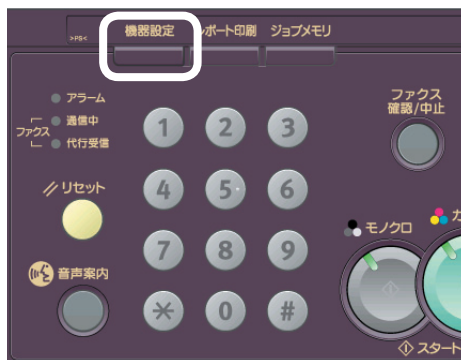 >PS<
機器設定
レポート印刷
ジョブメモリ
アラーム
ファクス
通信中
代行受信
ファクス
確認/中止
リセット
音声案内
1
2
3
4
5
6
7
8
9
*
0
#
モノクロ
カ
スタート